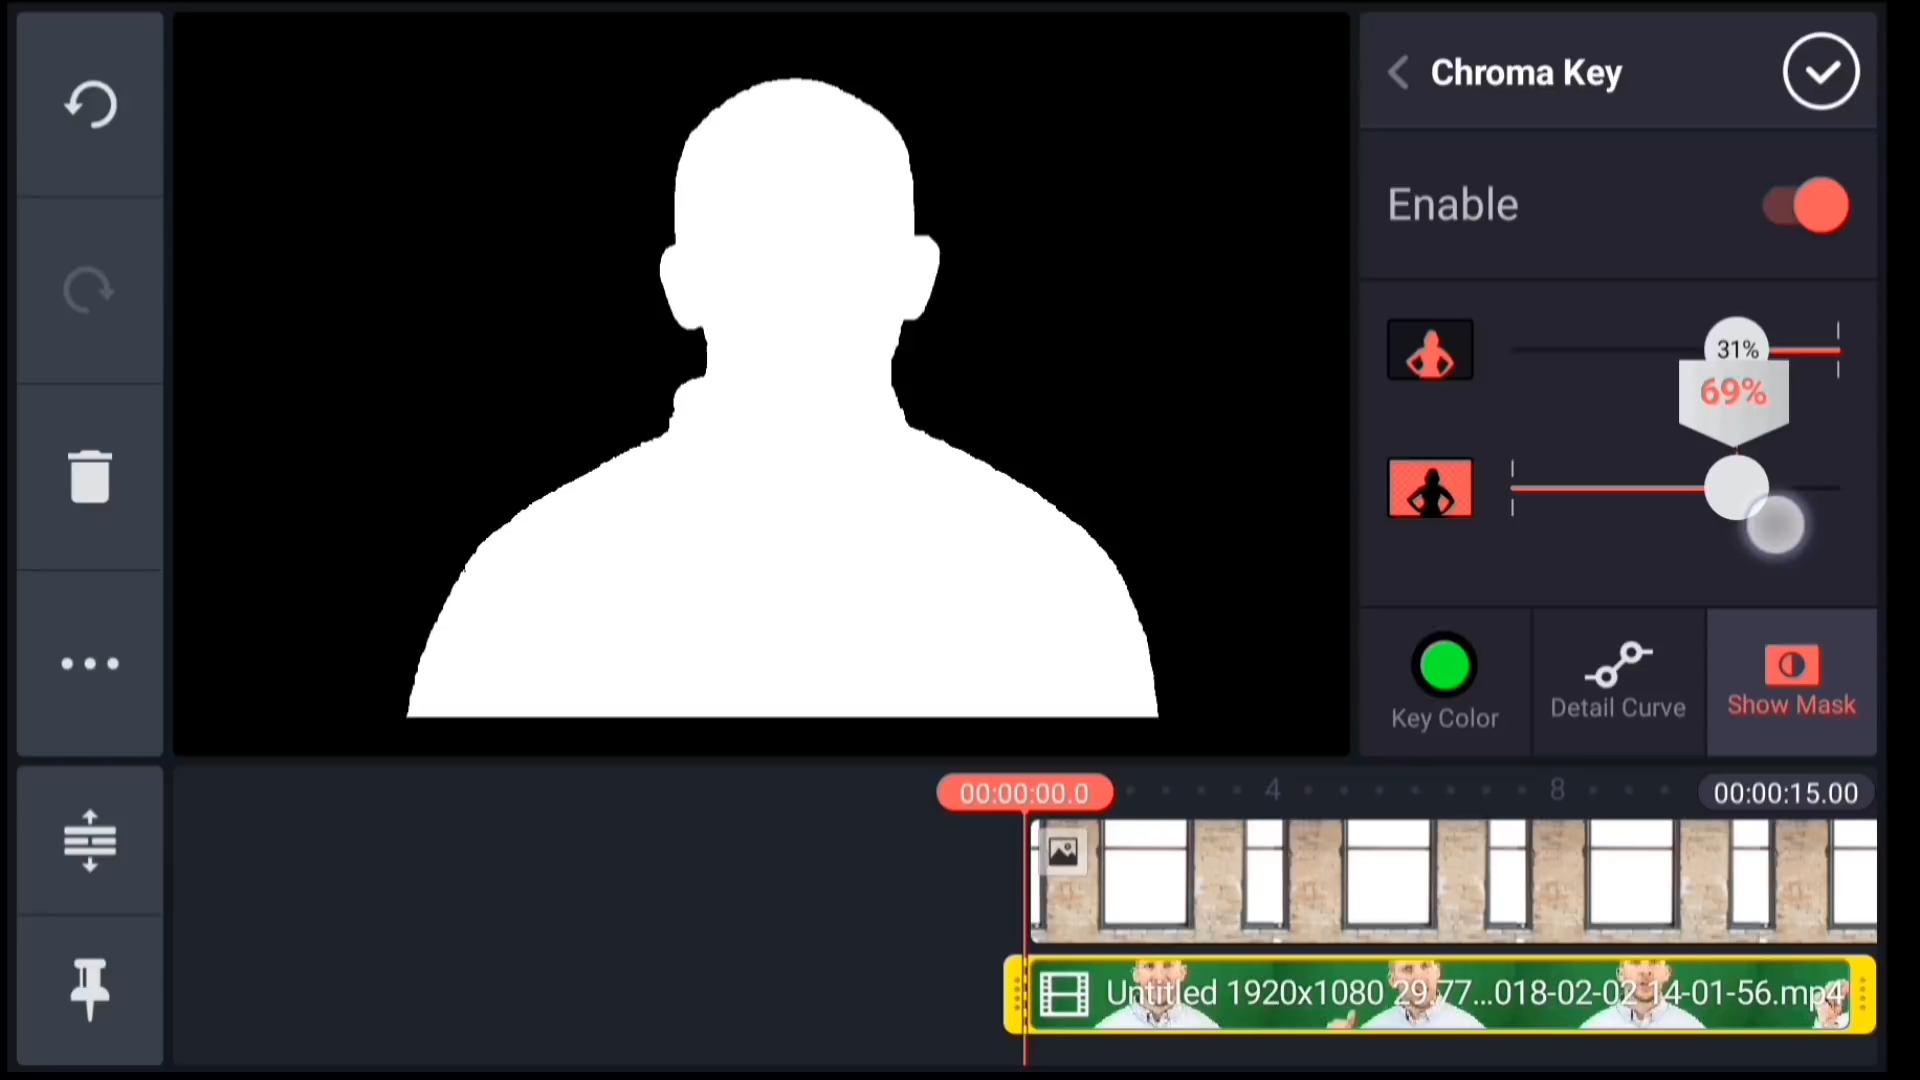 Chroma Key
Enable
31%
69%
Key Color
Detail Curve
Show Mask
00:00:00.0
4
8
00:00:15.00
Untitled 1920x1080 29.77...018-02-02 14-01-56.mp4